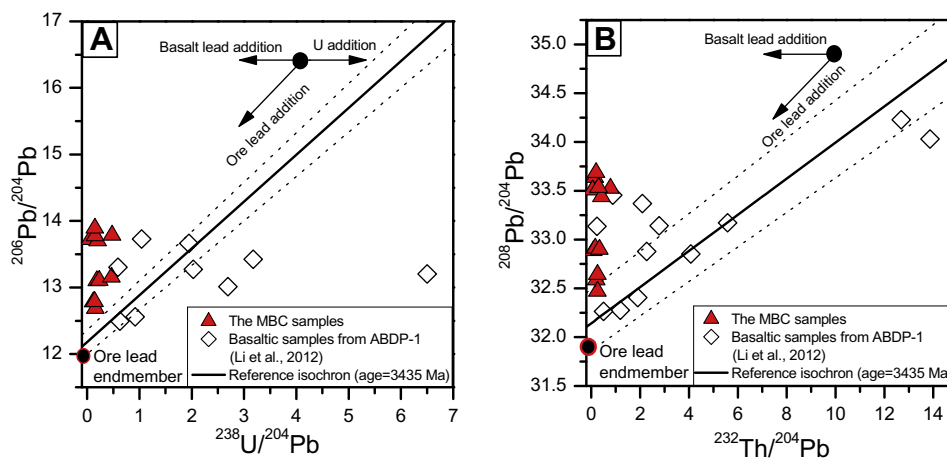 A
Basalt lead addition
U addition
Ore lead addition
17
16
15
14
13
12
²⁰⁶Pb/²⁰⁴Pb
The MBC samples
Basaltic samples from ABDP-1
(Li et al., 2012)
Reference isochron (age=3435 Ma)
Ore lead
endmember
0 1 2 3 4 5 6 7
²³⁸U/²⁰⁴Pb
B
Basalt lead addition
Ore lead addition
35.0
34.5
34.0
33.5
33.0
32.5
32.0
31.5
²⁰⁸Pb/²⁰⁴Pb
The MBC samples
Basaltic samples from ABDP-1
(Li et al., 2012)
Reference isochron (age=3435 Ma)
Ore lead
endmember
0 2 4 6 8 10 12 14
²³²Th/²⁰⁴Pb